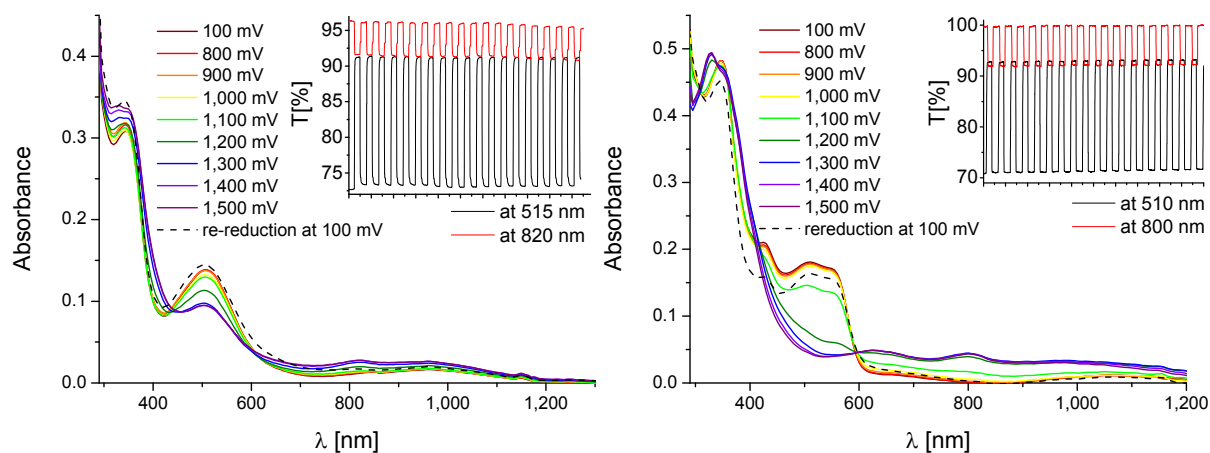 0.4
0.3
0.2
0.1
0.0
Absorbance
400
600
800
1,000
1,200
λ [nm]
100 mV
800 mV
900 mV
1,000 mV
1,100 mV
1,200 mV
1,300 mV
1,400 mV
1,500 mV
re-reduction at 100 mV
95
90
85
80
75
T[%]
at 515 nm
at 820 nm
0.5
0.4
0.3
0.2
0.1
0.0
Absorbance
400
600
800
1,000
1,200
λ [nm]
100 mV
800 mV
900 mV
1,000 mV
1,100 mV
1,200 mV
1,300 mV
1,400 mV
1,500 mV
rereduction at 100 mV
100
90
80
70
T[%]
at 510 nm
at 800 nm